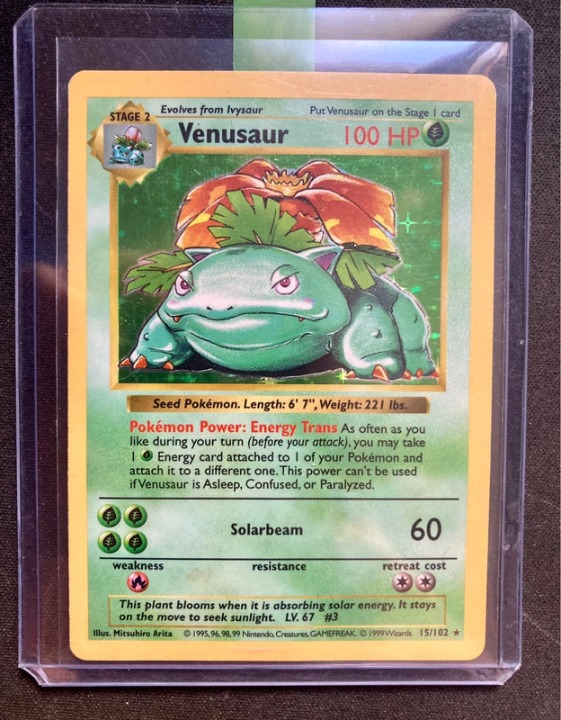 Evolves from Ivysaur Put Venusaur on the Stage 1 card
STAGE 2
Venusaur 100 HP
Seed Pokémon. Length: 6' 7", Weight: 221 lbs.
Pokémon Power: Energy Trans As often as you
like during your turn (before your attack), you may take
1 Energy card attached to 1 of your Pokémon and
attach it to a different one. This power can't be used
if Venusaur is Asleep, Confused, or Paralyzed.
Solarbeam 60
weakness resistance retreat cost
This plant blooms when it is absorbing solar energy. It stays
on the move to seek sunlight. LV. 67 #3
Illus. Mitsuhiro Arita © 1995, 96, 98, 99 Nintendo, Creatures, GAMEFREAK. © 1999 Wizards. 15/102 ★